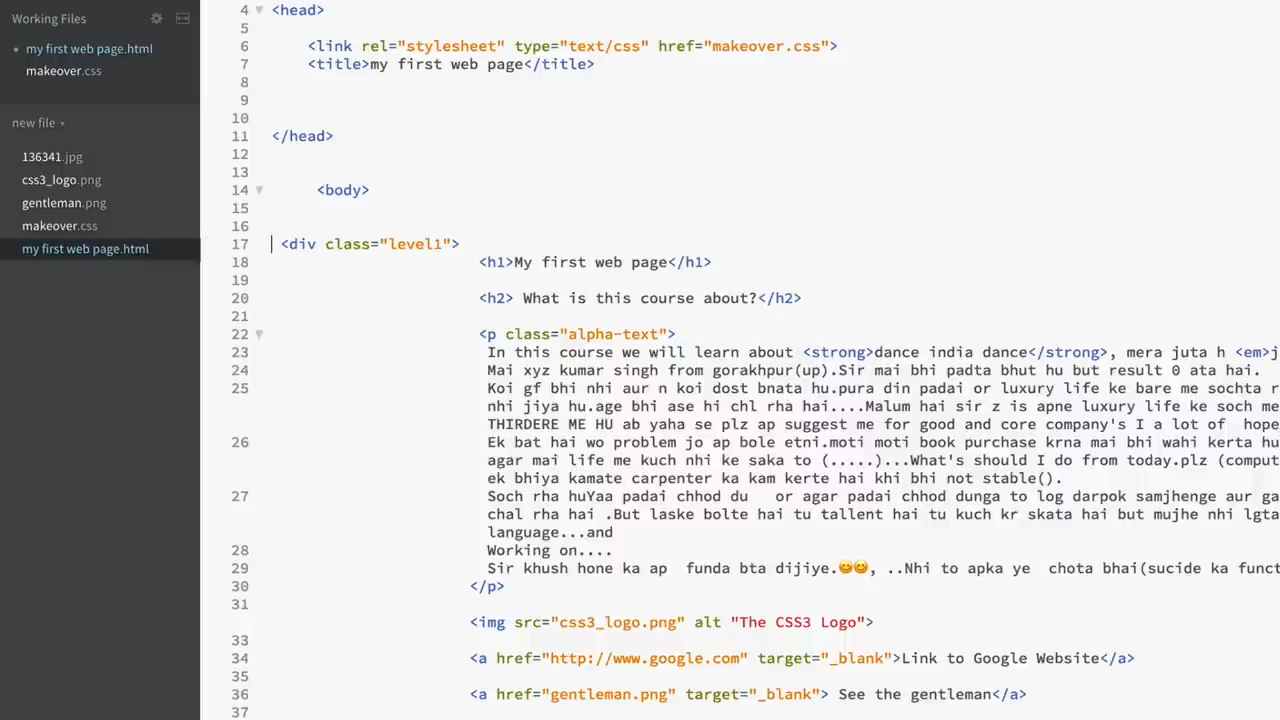 Working Files
my first web page.html
makeover.css
new file
136341.jpg
css3_logo.png
gentleman.png
makeover.css
my first web page.html
4 <head>
5
6 <link rel="stylesheet" type="text/css" href="makeover.css">
7 <title>my first web page</title>
8
9
10
11 </head>
12
13
14 <body>
15
16
17 <div class="level1">
18 <h1>My first web page</h1>
19
20 <h2> What is this course about?</h2>
21
22 <p class="alpha-text">
23 In this course we will learn about <strong>dance india dance</strong>, mera juta h <em>j
24 Mai xyz kumar singh from gorakhpur(up).Sir mai bhi padta bhut hu but result 0 ata hai.
25 Koi gf bhi nhi aur n koi dost bnata hu.pura din padai or luxury life ke bare me sochta r
nhi jiya hu.age bhi ase hi chl rha hai....Malum hai sir z is apne luxury life ke soch me
THIRDERE ME HU ab yaha se plz ap suggest me for good and core company's I a lot of hope
26 Ek bat hai wo problem jo ap bole etni.moti moti book purchase krna mai bhi wahi kerta hu
agar mai life me kuch nhi ke saka to (.....)...What's should I do from today.plz (comput
ek bhiya kamate carpenter ka kam kerte hai khi bhi not stable().
27 Soch rha huYaa padai chhod du or agar padai chhod dunga to log darpok samjhenge aur ga
chal rha hai .But laske bolte hai tu tallent hai tu kuch kr skata hai but mujhe nhi lgta
language...and
28 Working on....
29 Sir khush hone ka ap funda bta dijiye.😊😊, ..Nhi to apka ye chota bhai(sucide ka funct
30 </p>
31
<img src="css3_logo.png" alt "The CSS3 Logo">
33
34 <a href="http://www.google.com" target="_blank">Link to Google Website</a>
35
36 <a href="gentleman.png" target="_blank"> See the gentleman</a>
37